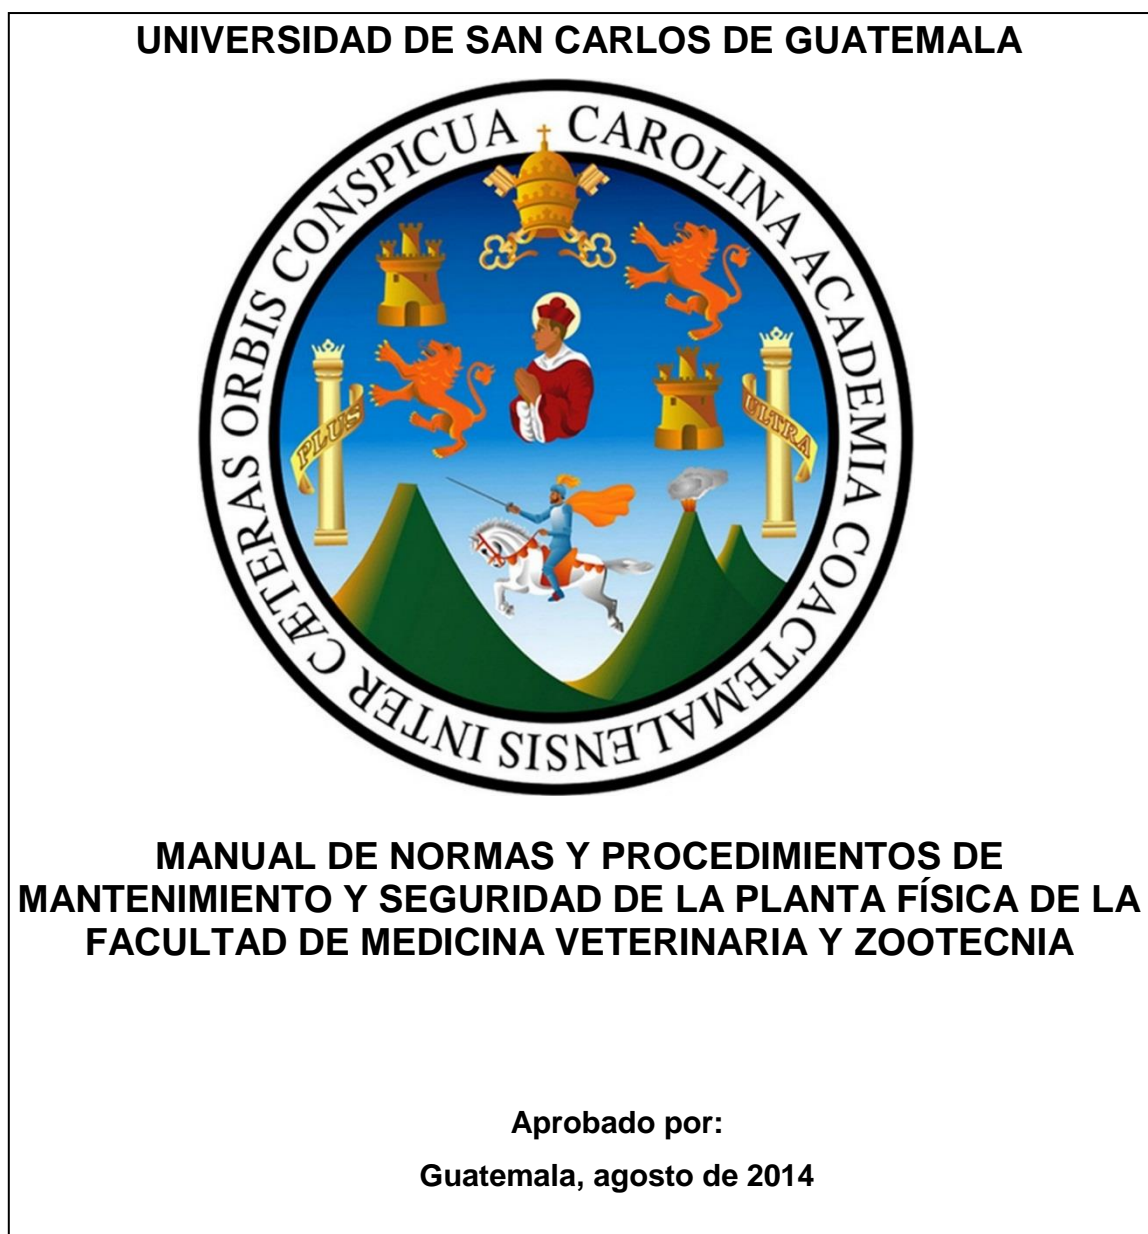 UNIVERSIDAD DE SAN CARLOS DE GUATEMALA
CAROLINA ACADEMIA COACTEMALENSIS INTER CÆTERAS ORBIS CONSPICUA
PLUS
ULTRA
MANUAL DE NORMAS Y PROCEDIMIENTOS DE
MANTENIMIENTO Y SEGURIDAD DE LA PLANTA FÍSICA DE LA
FACULTAD DE MEDICINA VETERINARIA Y ZOOTECNIA
Aprobado por:
Guatemala, agosto de 2014